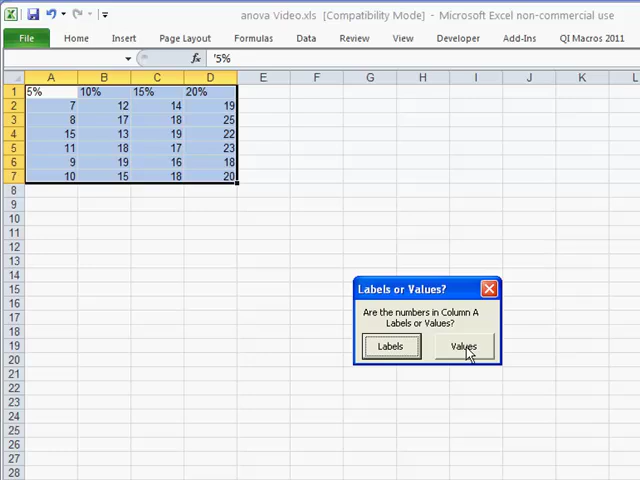 anova Video.xls [Compatibility Mode] - Microsoft Excel non-commercial use
File Home Insert Page Layout Formulas Data Review View Developer Add-Ins QI Macros 2011
fx '5%
A B C D E F G H I J K L
1 5% 10% 15% 20%
2 7 12 14 19
3 8 17 18 25
4 15 13 19 22
5 11 18 17 23
6 9 19 16 18
7 10 15 18 20
8
9
10
11
12
13
14
Labels or Values?
15
16
Are the numbers in Column A
17
Labels or Values?
18
19
Labels Values
20
21
22
23
24
25
26
27
28